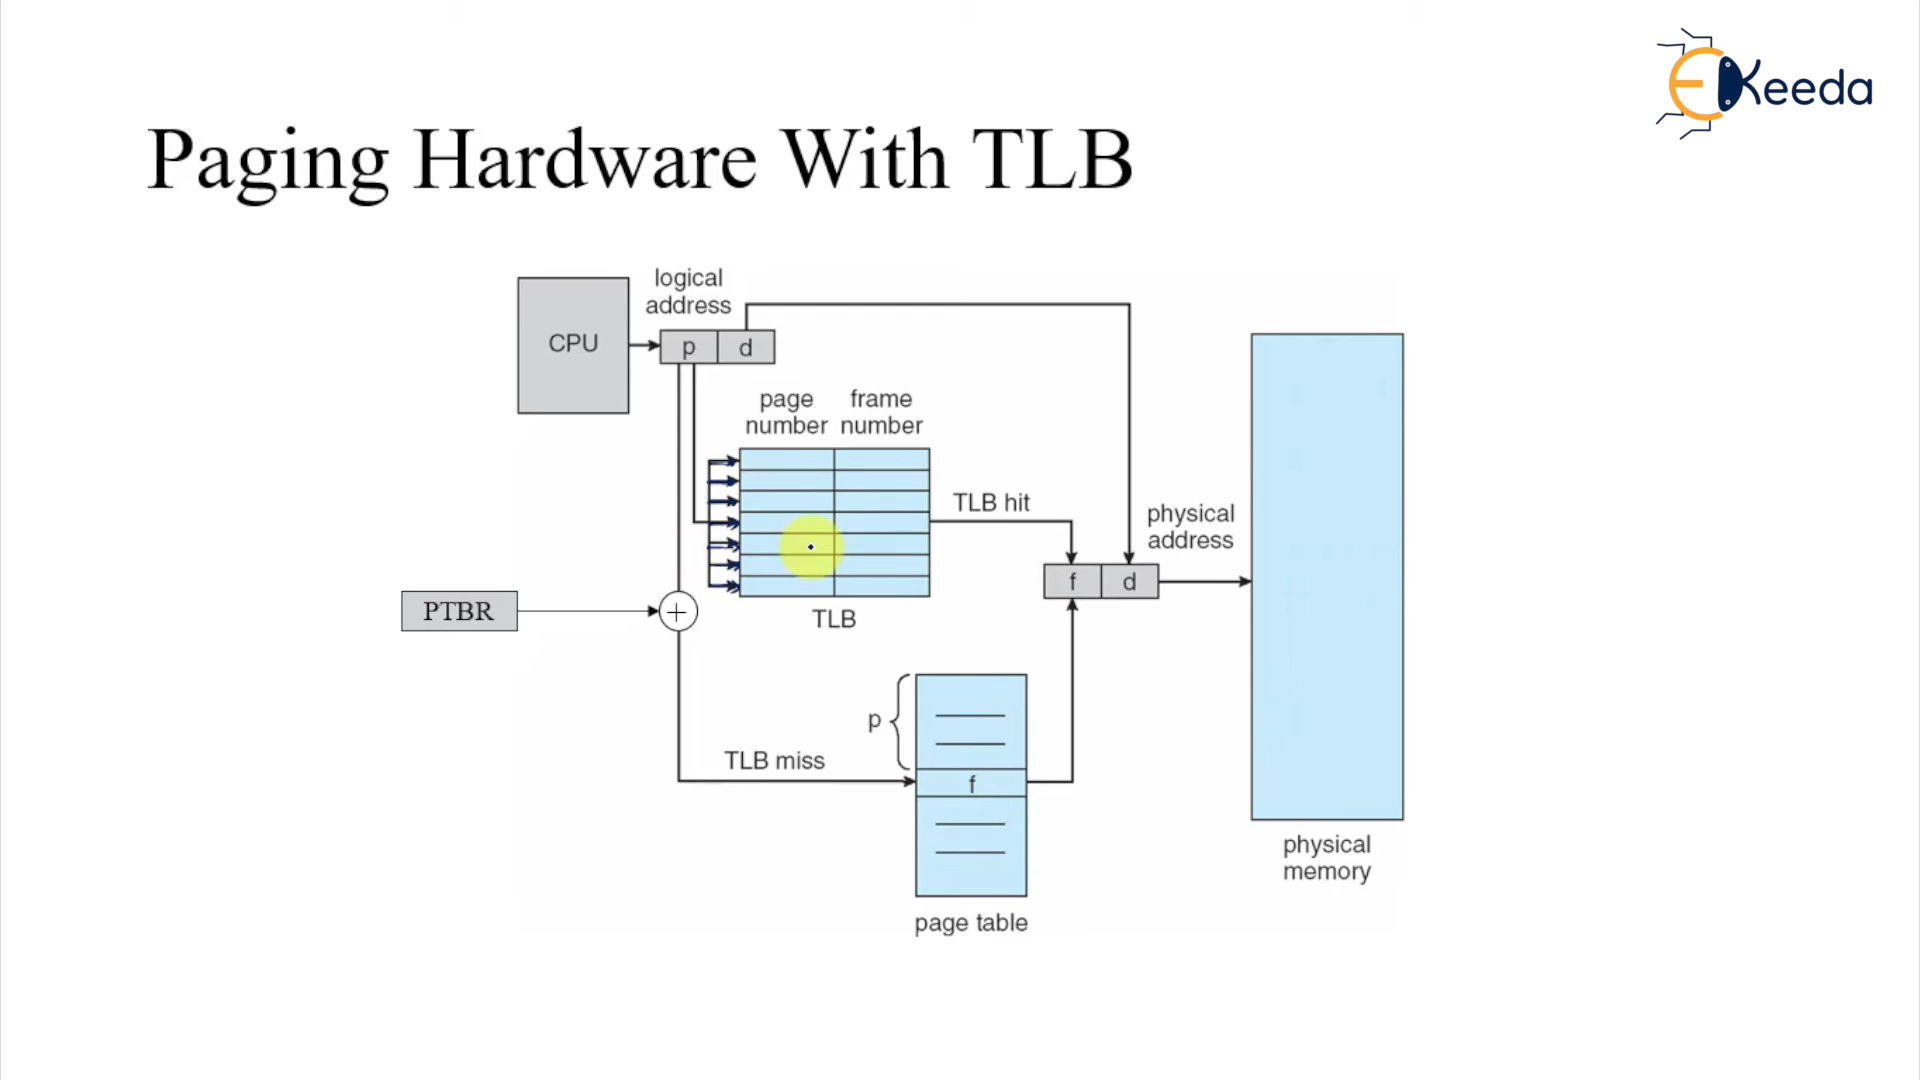 EKeeda
Paging Hardware With TLB
logical
address
CPU
p
d
page
number
frame
number
TLB hit
physical
address
f
d
PTBR
+
TLB
p
TLB miss
f
physical
memory
page table